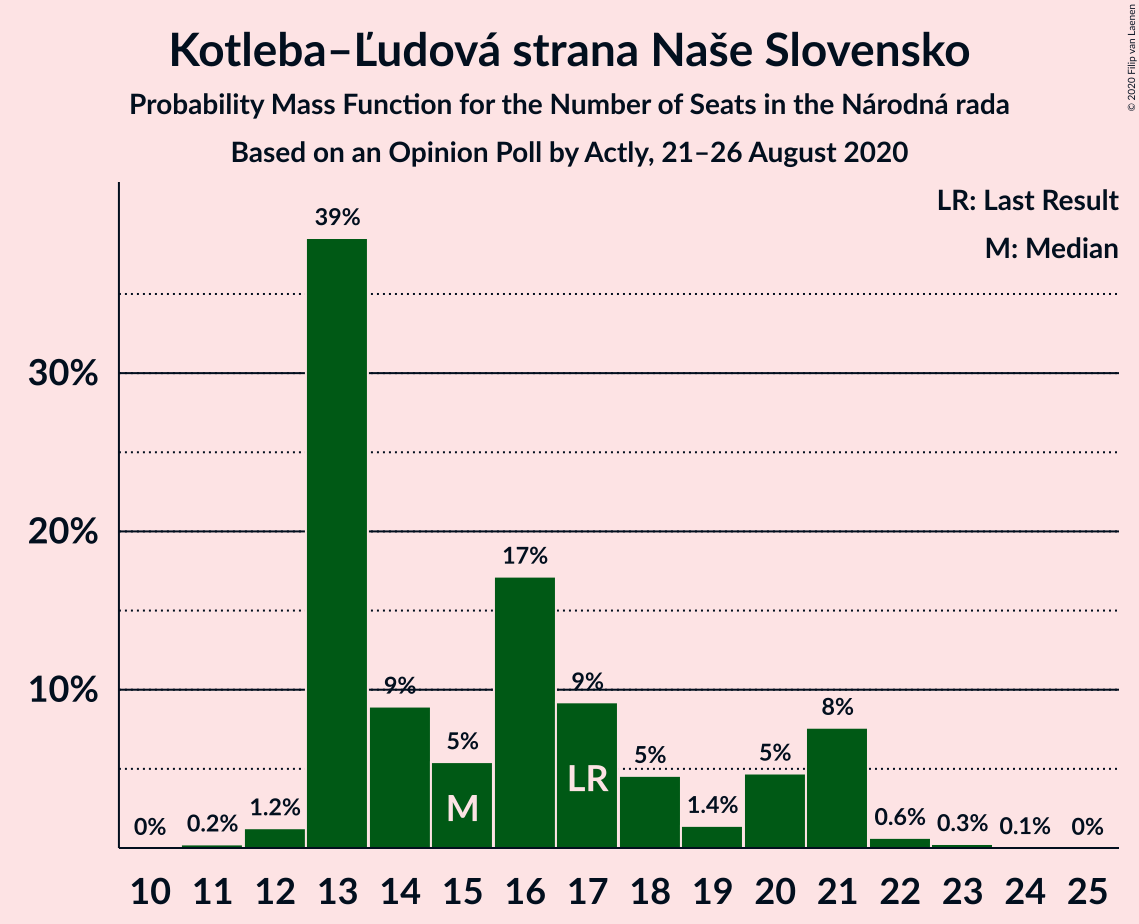 Kotleba–Ľudová strana Naše Slovensko
Probability Mass Function for the Number of Seats in the Národná rada
Based on an Opinion Poll by Actly, 21–26 August 2020
© 2020 Filip van Laenen
LR: Last Result
M: Median
30%
20%
10%
0% 0.2% 1.2% 39% 9% 5% 17% 9% 5% 1.4% 5% 8% 0.6% 0.3% 0.1% 0%
M LR
10 11 12 13 14 15 16 17 18 19 20 21 22 23 24 25